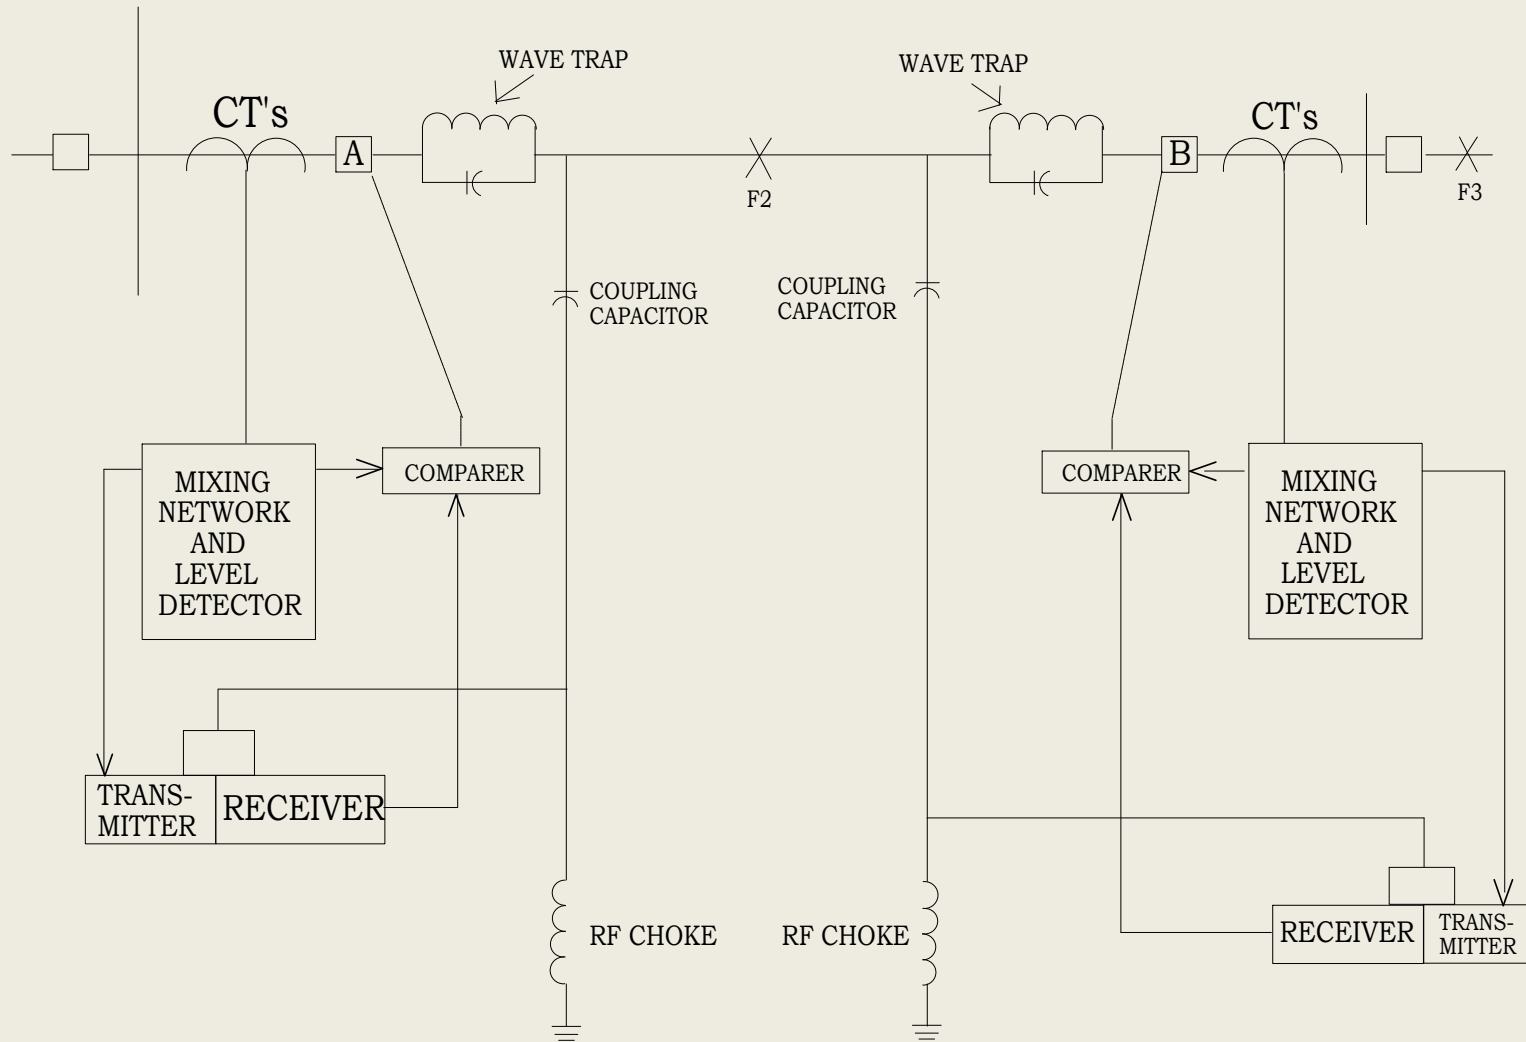 WAVE TRAP
WAVE TRAP
CT's
CT's
A
B
F2
F3
COUPLING
CAPACITOR
COUPLING
CAPACITOR
MIXING
NETWORK
AND
LEVEL
DETECTOR
COMPARER
COMPARER
MIXING
NETWORK
AND
LEVEL
DETECTOR
TRANS-
MITTER
RECEIVER
RF CHOKE
RF CHOKE
RECEIVER
TRANS-
MITTER